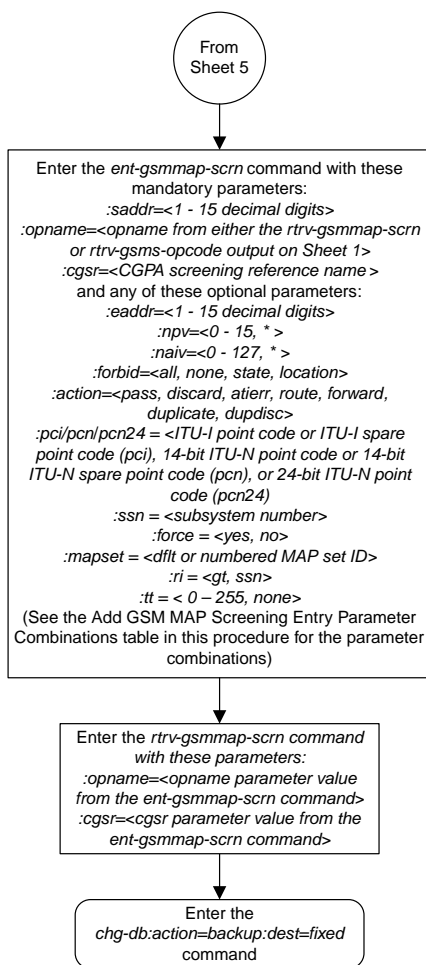 From
Sheet 5
Enter the ent-gsmmap-scrn command with these
mandatory parameters:
:saddr=<1 - 15 decimal digits>
:opname=<opname from either the rtrv-gsmmap-scrn
or rtrv-gsms-opcode output on Sheet 1>
:cgsr=<CGPA screening reference name >
and any of these optional parameters:
:eaddr=<1 - 15 decimal digits>
:npv=<0 - 15, * >
:naiv=<0 - 127, * >
:forbid=<all, none, state, location>
:action=<pass, discard, atierr, route, forward,
duplicate, dupdisc>
:pci/pcn/pcn24 = <ITU-I point code or ITU-I spare
point code (pci), 14-bit ITU-N point code or 14-bit
ITU-N spare point code (pcn), or 24-bit ITU-N point
code (pcn24)
:ssn = <subsystem number>
:force = <yes, no>
:mapset = <dflt or numbered MAP set ID>
:ri = <gt, ssn>
:tt = < 0 – 255, none>
(See the Add GSM MAP Screening Entry Parameter
Combinations table in this procedure for the parameter
combinations)
Enter the rtrv-gsmmap-scrn command
with these parameters:
:opname=<opname parameter value
from the ent-gsmmap-scrn command>
:cgsr=<cgsr parameter value from the
ent-gsmmap-scrn command>
Enter the
chg-db:action=backup:dest=fixed
command